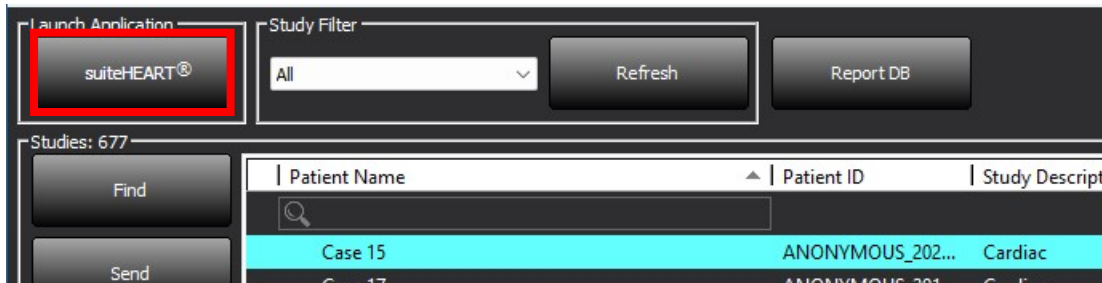 Launch Application
Study Filter
suiteHEART®
All
Refresh
Report DB
Studies: 677
Find
Patient Name
Patient ID
Study Descript
Case 15
ANONYMOUS_202...
Cardiac
Send